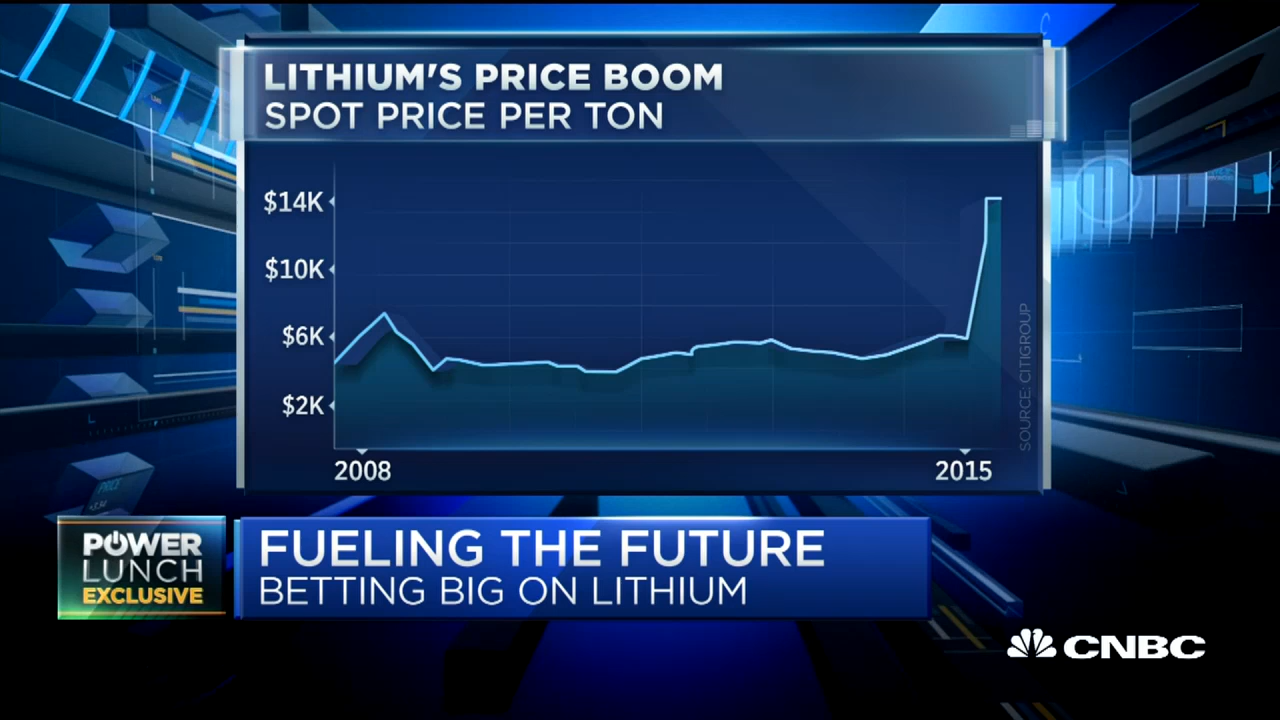 LITHIUM'S PRICE BOOM
SPOT PRICE PER TON
$14K
$10K
$6K
$2K
2008
2015
SOURCE: CITIGROUP
PRICE
POWER
LUNCH
EXCLUSIVE
FUELING THE FUTURE
BETTING BIG ON LITHIUM
CNBC